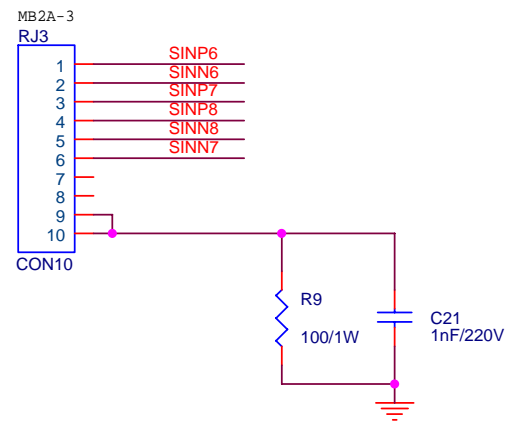 MB2A-3
RJ3
1 SINP6
2 SINN6
3 SINP7
4 SINP8
5 SINN8
6 SINN7
7
8
9
10
CON10
R9
100/1W
C21
1nF/220V